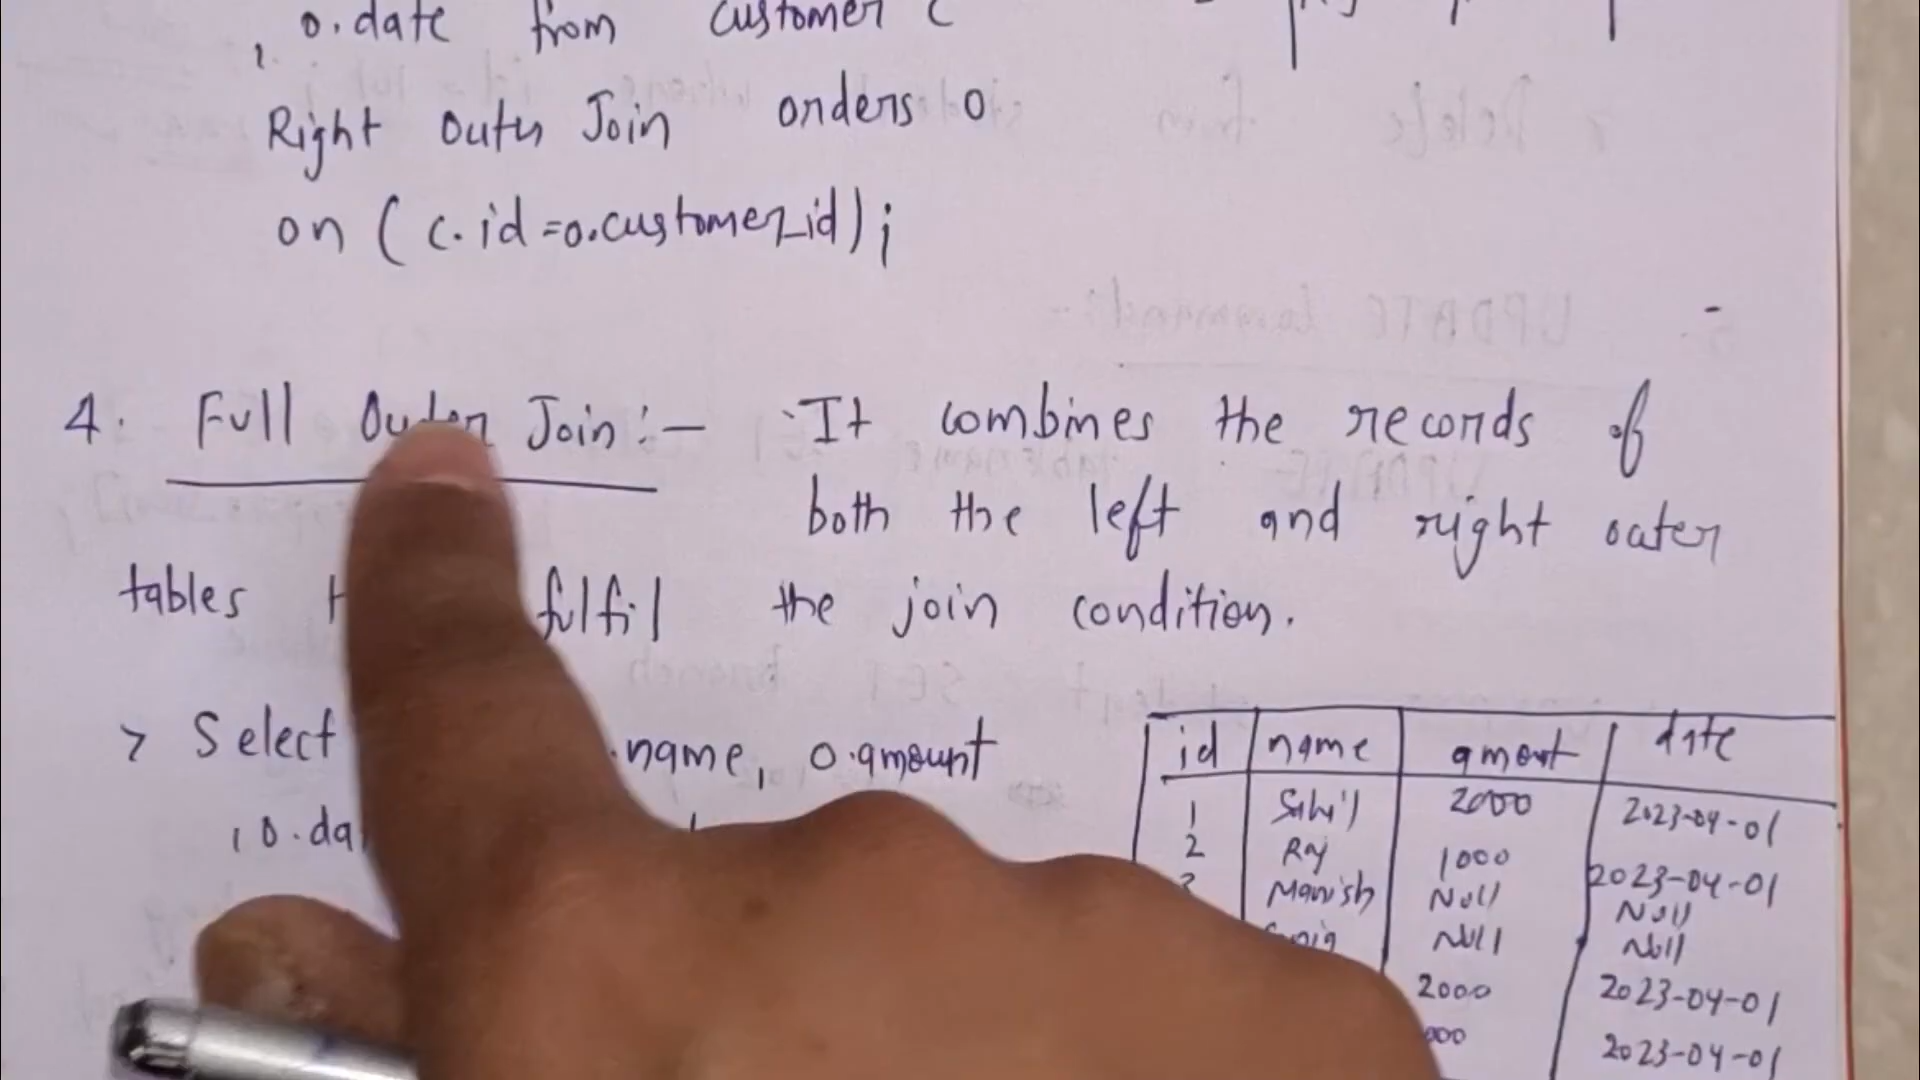 , o.date from customer c
Right Outer Join orders o
on ( c.id=o.customer_id);
4. Full Outer Join:- It combines the records of
both the left and right outer
tables fulfil the join condition.
> Select .name, o.amount
, o.da
id name amount date
1 Sahil 2000 2023-04-01
2 Raj 1000 2023-04-01
3 Manish Null Null
Null Null
2000 2023-04-01
000 2023-04-01